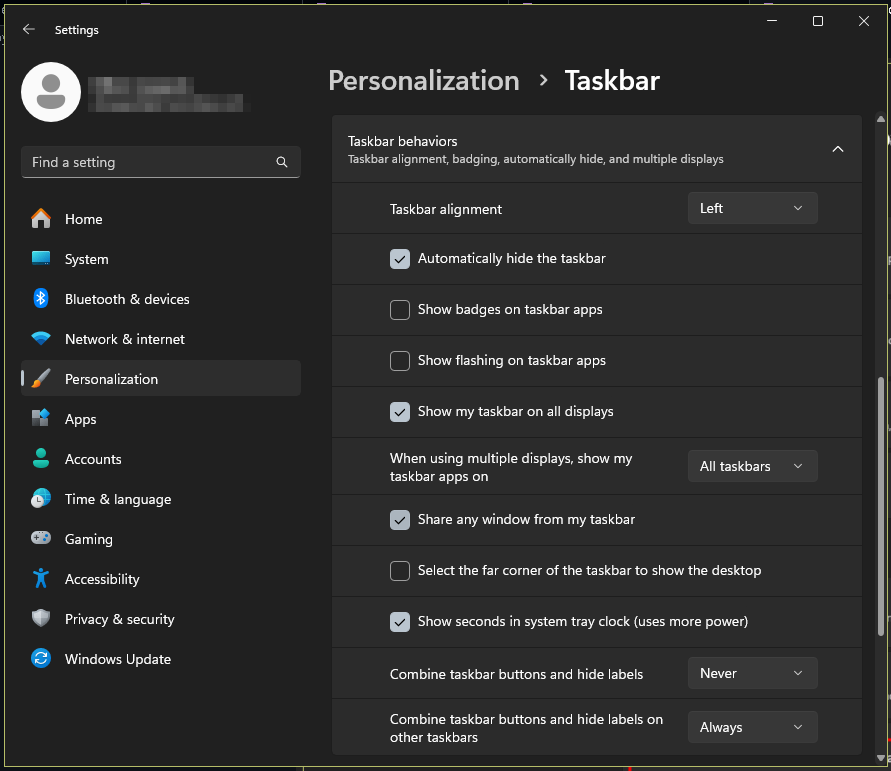 Settings
Personalization > Taskbar
Find a setting
Home
System
Bluetooth & devices
Network & internet
Personalization
Apps
Accounts
Time & language
Gaming
Accessibility
Privacy & security
Windows Update
Taskbar behaviors
Taskbar alignment, badging, automatically hide, and multiple displays
Taskbar alignment
Left
Automatically hide the taskbar
Show badges on taskbar apps
Show flashing on taskbar apps
Show my taskbar on all displays
When using multiple displays, show my
taskbar apps on
All taskbars
Share any window from my taskbar
Select the far corner of the taskbar to show the desktop
Show seconds in system tray clock (uses more power)
Combine taskbar buttons and hide labels
Never
Combine taskbar buttons and hide labels on
other taskbars
Always